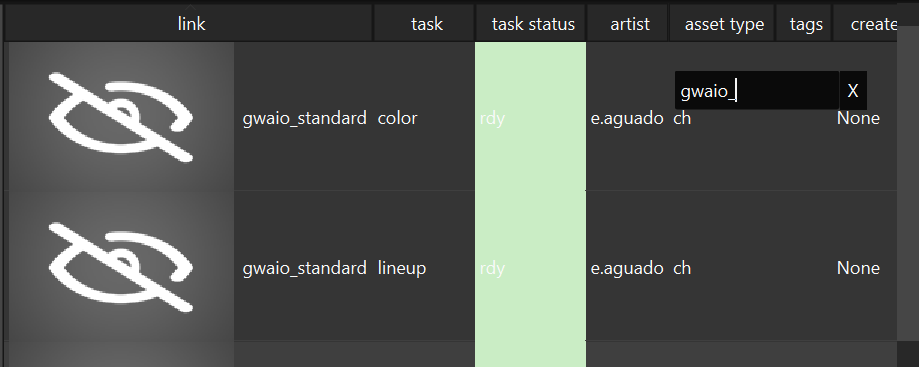 link task task status artist asset type tags create
gwaio_ X
gwaio_standard color rdy e.aguado ch None
gwaio_standard lineup rdy e.aguado ch None